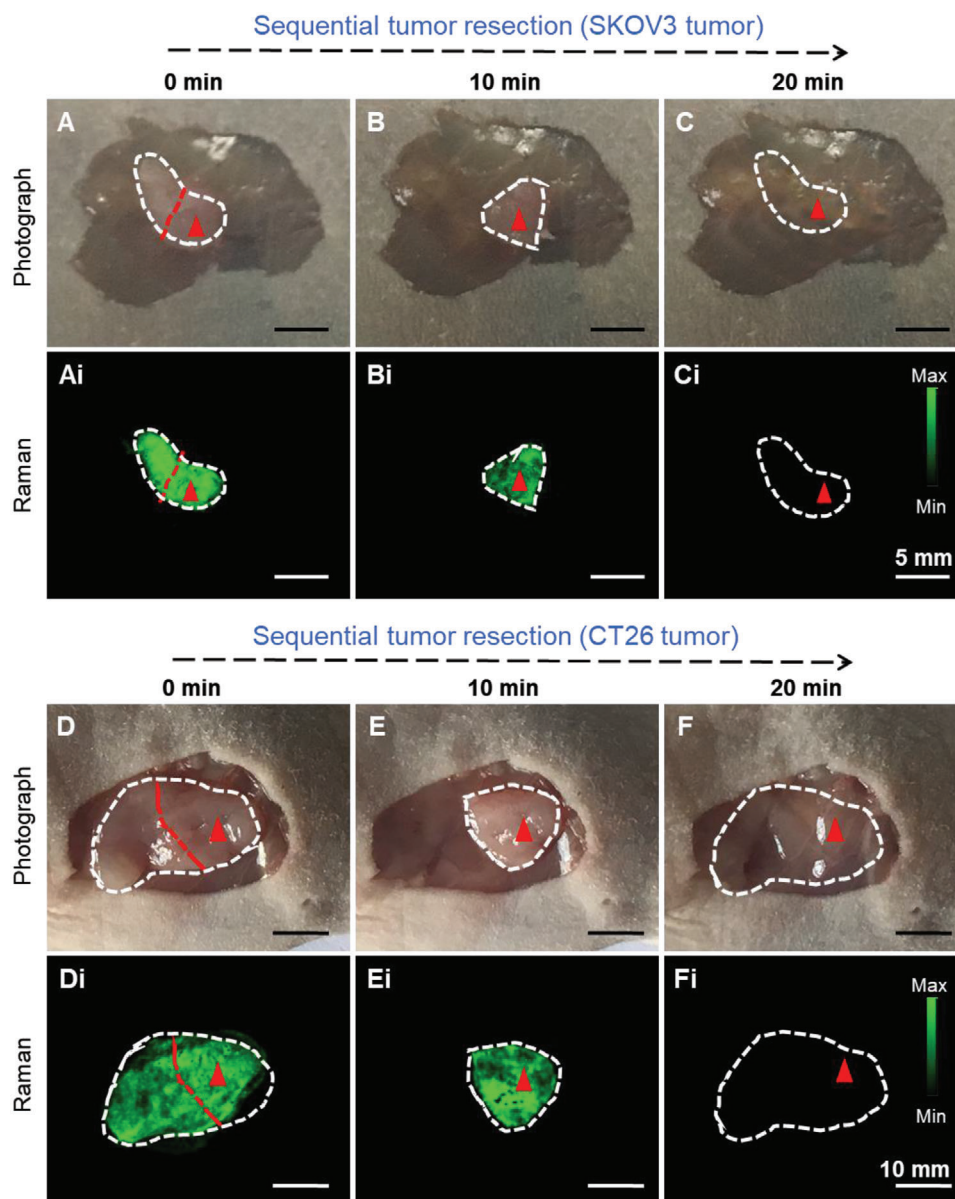 Sequential tumor resection (SKOV3 tumor)
0 min 10 min 20 min
Photograph
A B C
Raman
Ai Bi Ci
Max
Min
5 mm
Sequential tumor resection (CT26 tumor)
0 min 10 min 20 min
Photograph
D E F
Raman
Di Ei Fi
Max
Min
10 mm